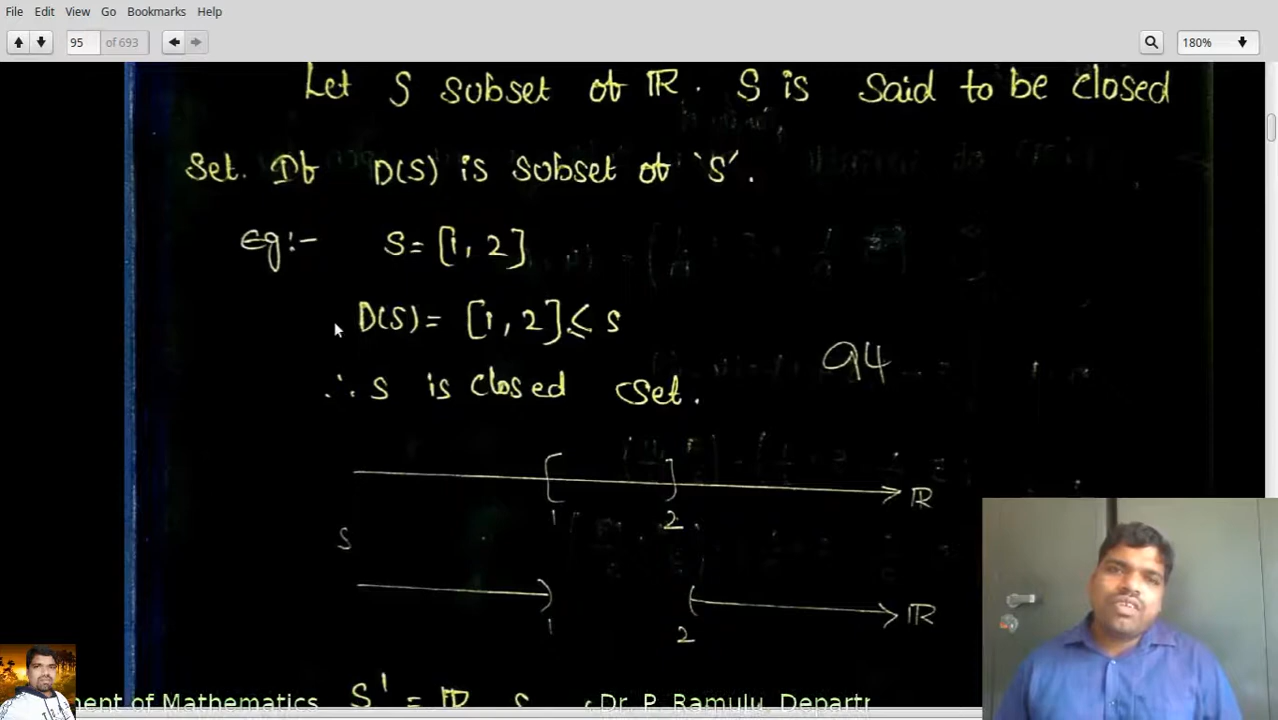 File Edit View Go Bookmarks Help
95 of 693
180%
Let S subset of ℝ. S is said to be closed
Set. If D(S) is subset of 'S'.
Eg:- S = [1, 2]
D(S) = [1, 2] ≤ S
∴ S is closed set.
94
[ ] ℝ
1 2
S
) ( ℝ
1 2
S' = ℝ S
ment of Mathematics Dr. P. Ramulu, Departr